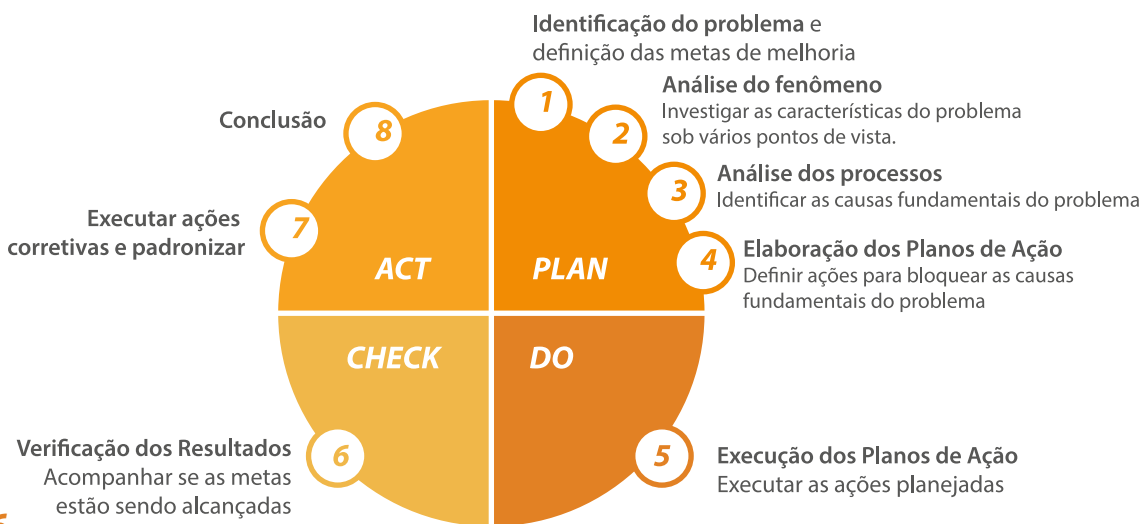 Identificação do problema e
definição das metas de melhoria
1
Análise do fenômeno
Investigar as características do problema
sob vários pontos de vista.
2
Análise dos processos
Identificar as causas fundamentais do problema
3
Elaboração dos Planos de Ação
Definir ações para bloquear as causas
fundamentais do problema
4
Conclusão
8
Executar ações
corretivas e padronizar
7
ACT
PLAN
CHECK
DO
Verificação dos Resultados
Acompanhar se as metas
estão sendo alcançadas
6
5
Execução dos Planos de Ação
Executar as ações planejadas